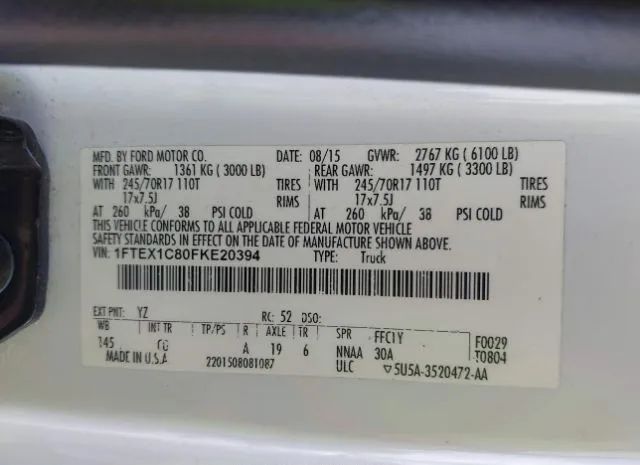 MFD. BY FORD MOTOR CO. DATE: 08/15 GVWR: 2767 KG ( 6100 LB)
FRONT GAWR: 1361 KG ( 3000 LB) REAR GAWR: 1497 KG ( 3300 LB)
WITH 245/70R17 110T TIRES WITH 245/70R17 110T TIRES
17x7.5J RIMS 17x7.5J RIMS
AT 260 kPa/ 38 PSI COLD AT 260 kPa/ 38 PSI COLD
THIS VEHICLE CONFORMS TO ALL APPLICABLE FEDERAL MOTOR VEHICLE
SAFETY STANDARDS IN EFFECT ON THE DATE OF MANUFACTURE SHOWN ABOVE.
VIN: 1FTEX1C80FKE20394 TYPE: Truck
EXT PNT: YZ RC: 52 DSO:
WB INT TR TP/PS R AXLE TR SPR FFC1Y F0029
145 A 19 6 NNAA 30A T0804
MADE IN U.S.A. 2201508081087 ULC ▽5U5A-3520472-AA